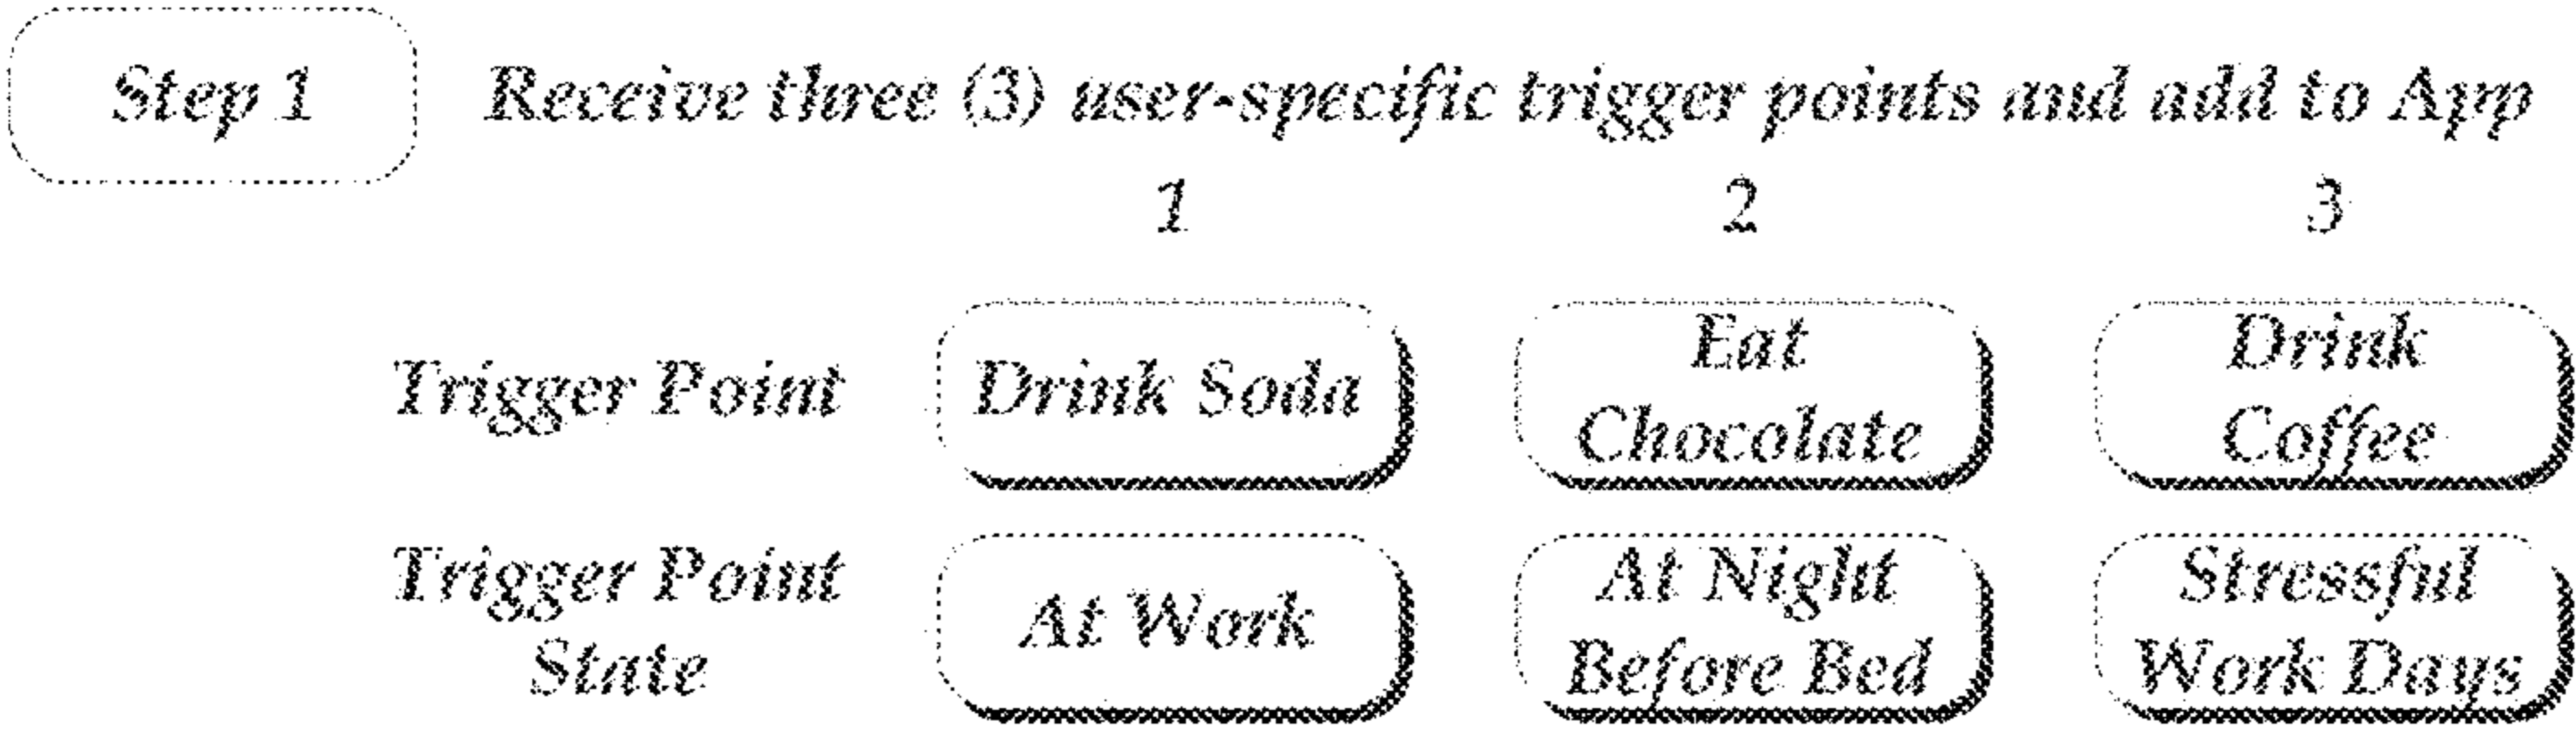 Step 1 Receive three (3) user-specific trigger points and add to App
1 2 3
Trigger Point Drink Soda Eat Chocolate Drink Coffee
Trigger Point State At Work At Night Before Bed Stressful Work Days